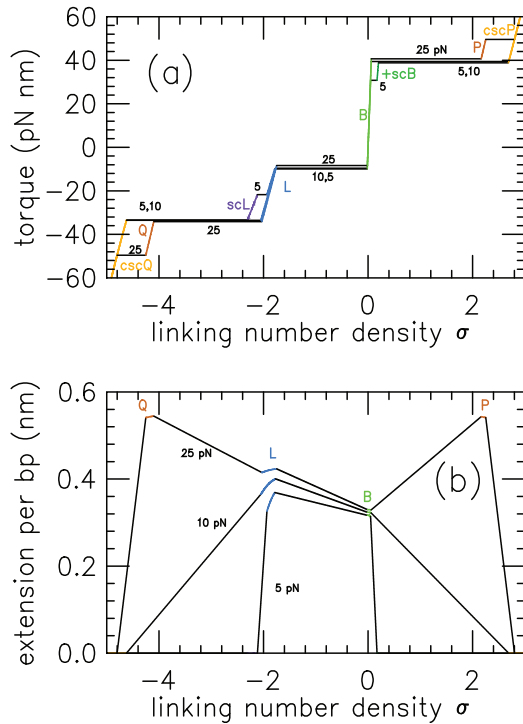 60
40
20
0
−20
−40
−60
torque (pN nm)
(a)
cscP
25 pN
P
5,10
+scB
5
B
25
10,5
L
5
scL
5,10
Q
25
25
cscQ
−4
−2
0
2
linking number density σ
0.6
0.4
0.2
0.0
extension per bp (nm)
Q
P
L
25 pN
B
(b)
10 pN
5 pN
−4
−2
0
2
linking number density σ